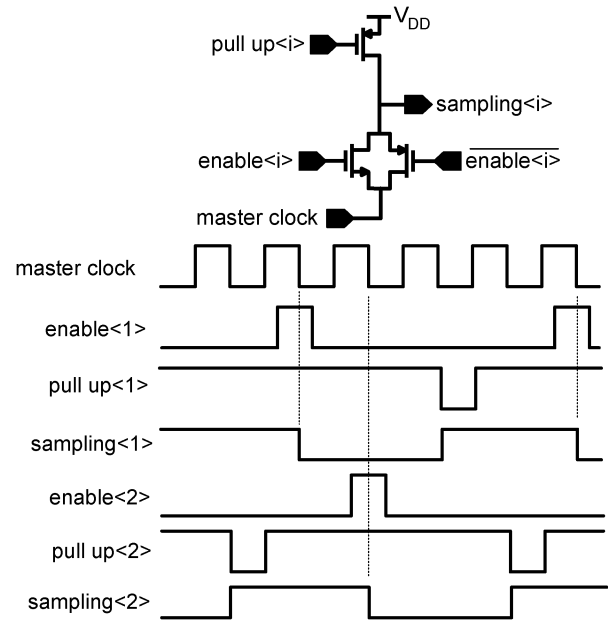 V_DD
pull up<i>
sampling<i>
enable<i> \overline{enable<i>}
master clock
master clock
enable<1>
pull up<1>
sampling<1>
enable<2>
pull up<2>
sampling<2>